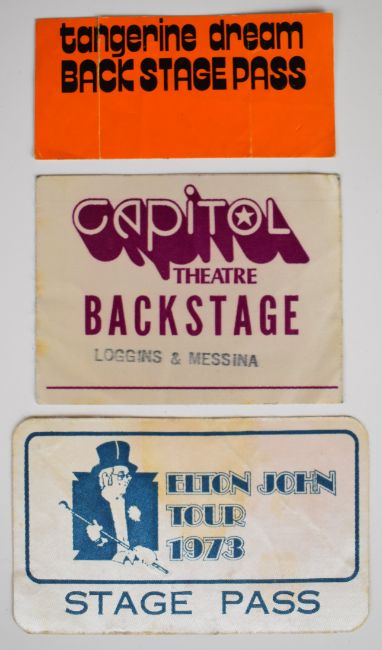 tangerine dream
BACK STAGE PASS
CAPiTOL
THEATRE
BACKSTAGE
LOGGINS & MESSINA
ELTON JOHN
TOUR
1973
STAGE PASS